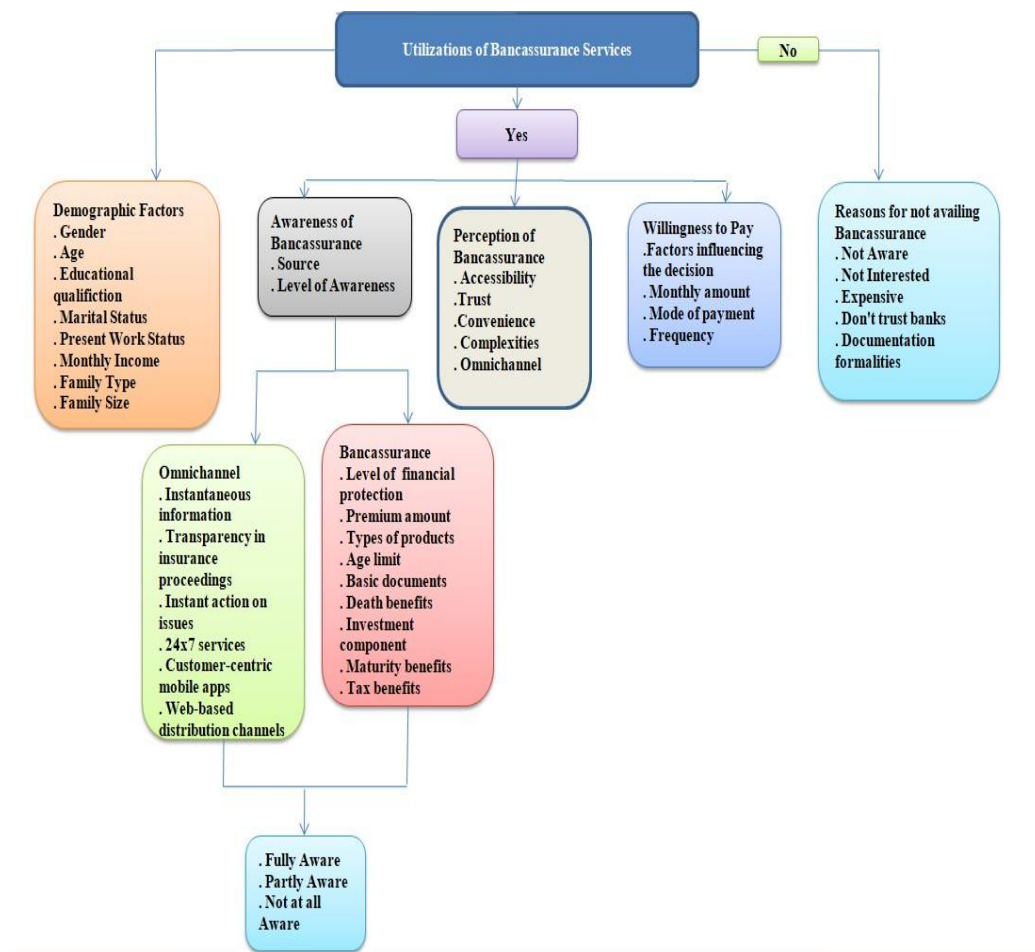 Utilizations of Bancassurance Services
No
Yes
Demographic Factors
. Gender
. Age
. Educational
qualifiction
. Marital Status
. Present Work Status
. Monthly Income
. Family Type
. Family Size
Awareness of
Bancassurance
. Source
. Level of Awareness
Perception of
Bancassurance
. Accessibility
.Trust
.Convenience
. Complexities
. Omnichannel
Willingness to Pay
.Factors influencing
the decision
. Monthly amount
. Mode of payment
. Frequency
Reasons for not availing
Bancassurance
. Not Aware
. Not Interested
. Expensive
. Don't trust banks
. Documentation
formalities
Omnichannel
. Instantaneous
information
. Transparency in
insurance
proceedings
. Instant action on
issues
. 24x7 services
. Customer-centric
mobile apps
. Web-based
distribution channels
Bancassurance
. Level of financial
protection
. Premium amount
. Types of products
. Age limit
. Basic documents
. Death benefits
. Investment
component
. Maturity benefits
. Tax benefits
. Fully Aware
. Partly Aware
. Not at all
Aware